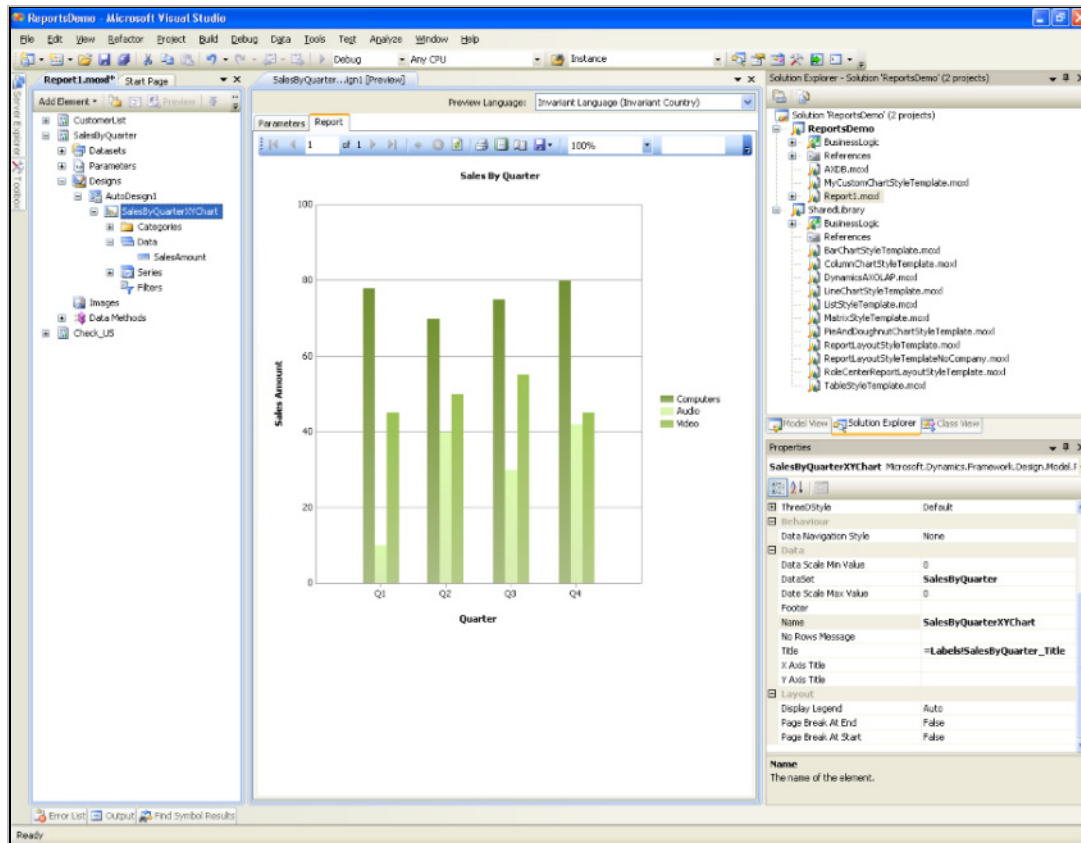 ReportsDemo - Microsoft Visual Studio
File Edit View Refactor Project Build Debug Data Tools Test Analyze Window Help
Debug Any CPU Instance
Server Explorer
Toolbox
Report1.moxl* Start Page
Add Element Preview
CustomerList
SalesByQuarter
Datasets
Parameters
Designs
AutoDesign1
SalesByQuarterXYChart
Categories
Data
SalesAmount
Series
Filters
Images
Data Methods
Check_US
SalesByQuarter...ign1 [Preview]
Preview Language: Invariant Language (Invariant Country)
Parameters Report
1 of 1 100%
Sales By Quarter
100
80
60
40
20
0
Sales Amount
Q1 Q2 Q3 Q4
Quarter
Computers
Audio
Video
Solution Explorer - Solution 'ReportsDemo' (2 projects)
Solution 'ReportsDemo' (2 projects)
ReportsDemo
BusinessLogic
References
AXDB.moxl
MyCustomChartStyleTemplate.moxl
Report1.moxl
SharedLibrary
BusinessLogic
References
BarChartStyleTemplate.moxl
ColumnChartStyleTemplate.moxl
DynamicsAXOLAP.moxl
LineChartStyleTemplate.moxl
ListStyleTemplate.moxl
MatrixStyleTemplate.moxl
PieAndDoughnutChartStyleTemplate.moxl
ReportLayoutStyleTemplate.moxl
ReportLayoutStyleTemplateNoCompany.moxl
RoleCenterReportLayoutStyleTemplate.moxl
TableStyleTemplate.moxl
Model View Solution Explorer Class View
Properties
SalesByQuarterXYChart Microsoft.Dynamics.Framework.Design.Model.
ThreeDStyle Default
Behaviour
Data Navigation Style None
Data
Data Scale Min Value 0
DataSet SalesByQuarter
Date Scale Max Value 0
Footer
Name SalesByQuarterXYChart
No Rows Message
Title =Labels!SalesByQuarter_Title
X Axis Title
Y Axis Title
Layout
Display Legend Auto
Page Break At End False
Page Break At Start False
Name
The name of the element.
Error List Output Find Symbol Results
Ready